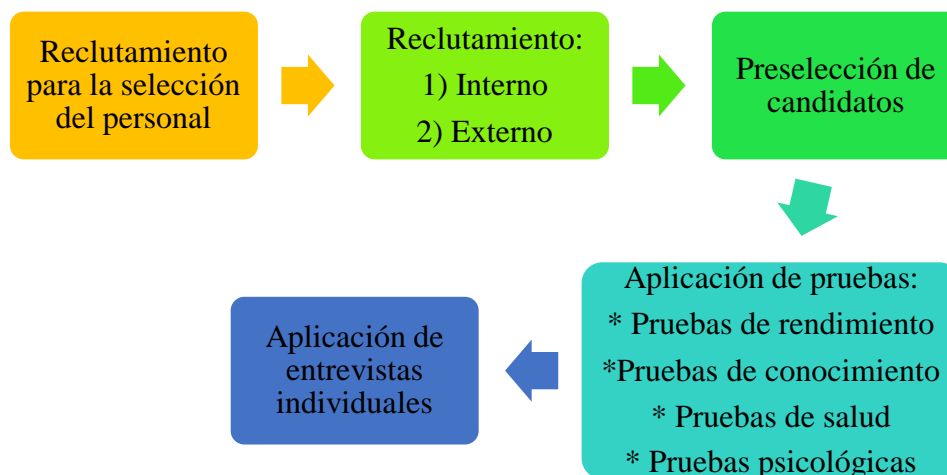 Reclutamiento
para la selección
del personal
Reclutamiento:
1) Interno
2) Externo
Preselección de
candidatos
Aplicación de pruebas:
* Pruebas de rendimiento
*Pruebas de conocimiento
* Pruebas de salud
* Pruebas psicológicas
Aplicación de
entrevistas
individuales